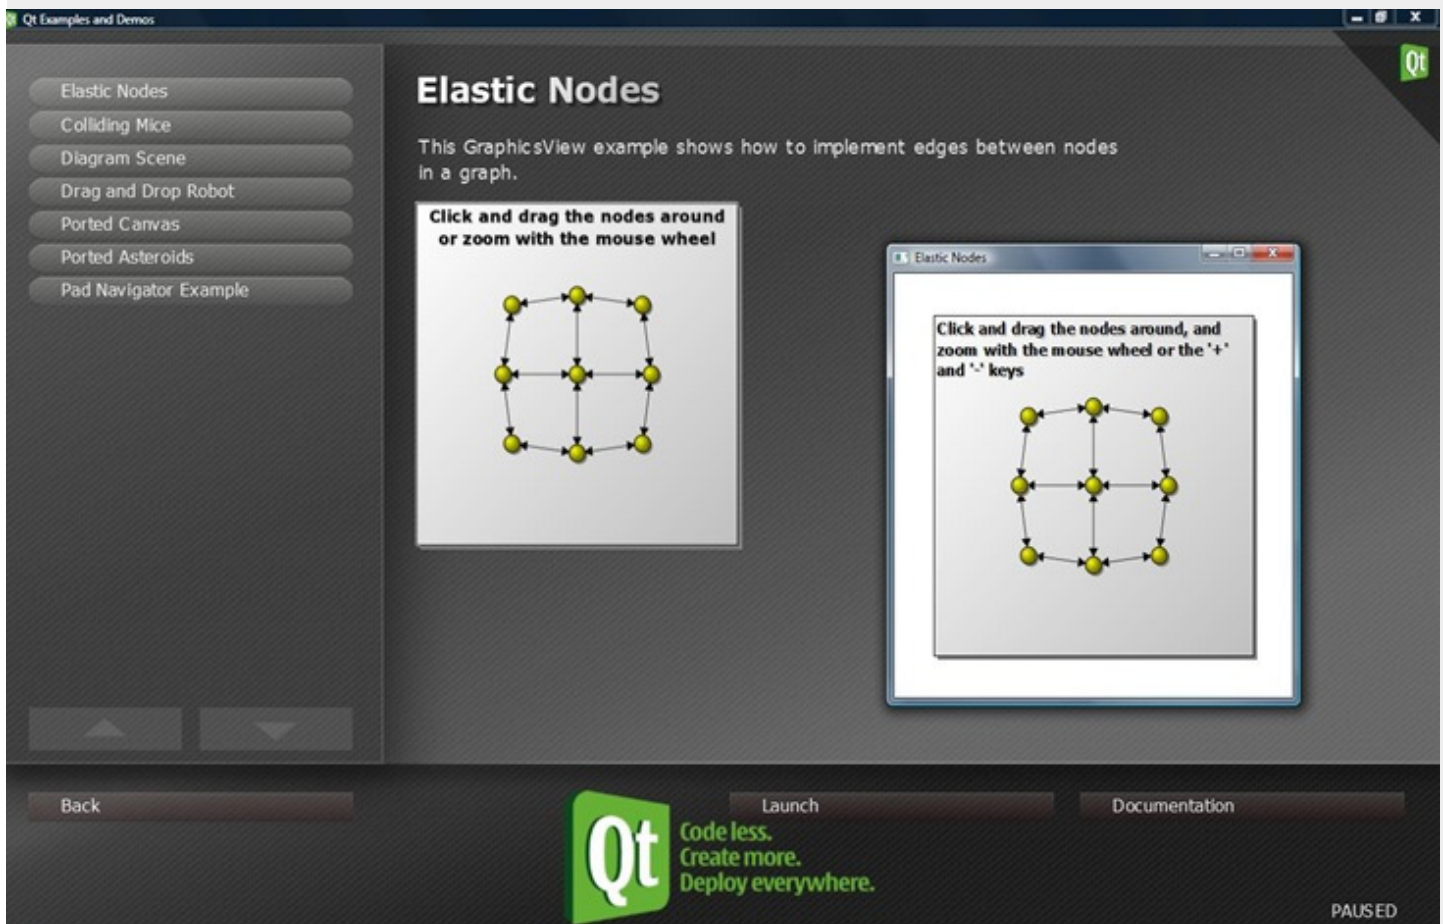 Qt Examples and Demos
Qt
Elastic Nodes
Colliding Mice
Diagram Scene
Drag and Drop Robot
Ported Canvas
Ported Asteroids
Pad Navigator Example
Elastic Nodes
This GraphicsView example shows how to implement edges between nodes
in a graph.
Click and drag the nodes around
or zoom with the mouse wheel
Elastic Nodes
Click and drag the nodes around, and
zoom with the mouse wheel or the '+'
and '-' keys
Back
Launch
Documentation
Qt
Code less.
Create more.
Deploy everywhere.
PAUSED